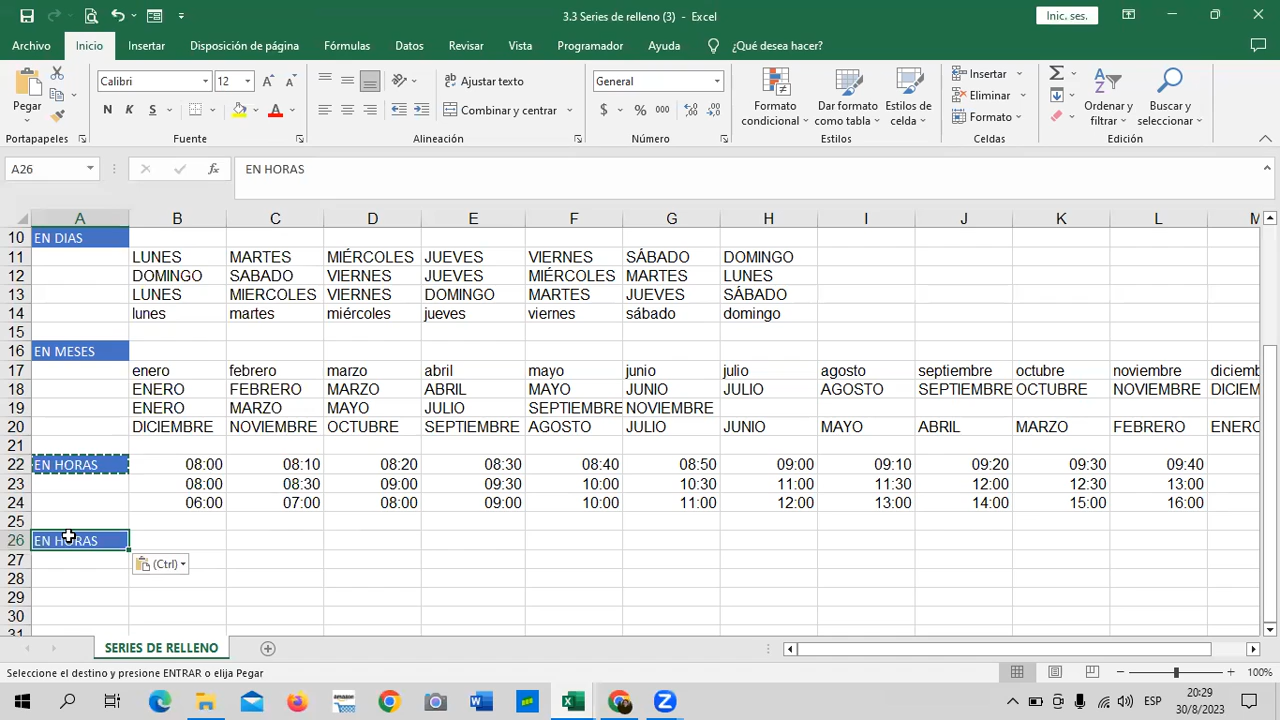 3.3 Series de relleno (3) - Excel
Inic. ses.
Archivo Inicio Insertar Disposición de página Fórmulas Datos Revisar Vista Programador Ayuda ¿Qué desea hacer?
Pegar
Portapapeles
Calibri 12
N K S
Fuente
Ajustar texto
Combinar y centrar
Alineación
General
$ % 000
Número
Formato condicional
Dar formato como tabla
Estilos de celda
Estilos
Insertar
Eliminar
Formato
Celdas
Ordenar y filtrar
Buscar y seleccionar
Edición
A26 fx EN HORAS
A B C D E F G H I J K L M
10 EN DIAS
11 LUNES MARTES MIÉRCOLES JUEVES VIERNES SÁBADO DOMINGO
12 DOMINGO SABADO VIERNES JUEVES MIÉRCOLES MARTES LUNES
13 LUNES MIERCOLES VIERNES DOMINGO MARTES JUEVES SÁBADO
14 lunes martes miércoles jueves viernes sábado domingo
15
16 EN MESES
17 enero febrero marzo abril mayo junio julio agosto septiembre octubre noviembre diciemb
18 ENERO FEBRERO MARZO ABRIL MAYO JUNIO JULIO AGOSTO SEPTIEMBRE OCTUBRE NOVIEMBRE DICIEM
19 ENERO MARZO MAYO JULIO SEPTIEMBRE NOVIEMBRE
20 DICIEMBRE NOVIEMBRE OCTUBRE SEPTIEMBRE AGOSTO JULIO JUNIO MAYO ABRIL MARZO FEBRERO ENERO
21
22 EN HORAS 08:00 08:10 08:20 08:30 08:40 08:50 09:00 09:10 09:20 09:30 09:40
23 08:00 08:30 09:00 09:30 10:00 10:30 11:00 11:30 12:00 12:30 13:00
24 06:00 07:00 08:00 09:00 10:00 11:00 12:00 13:00 14:00 15:00 16:00
25
26 EN HORAS
27 (Ctrl)
28
29
30
31
SERIES DE RELLENO
Seleccione el destino y presione ENTRAR o elija Pegar
100%
ESP
20:29
30/8/2023